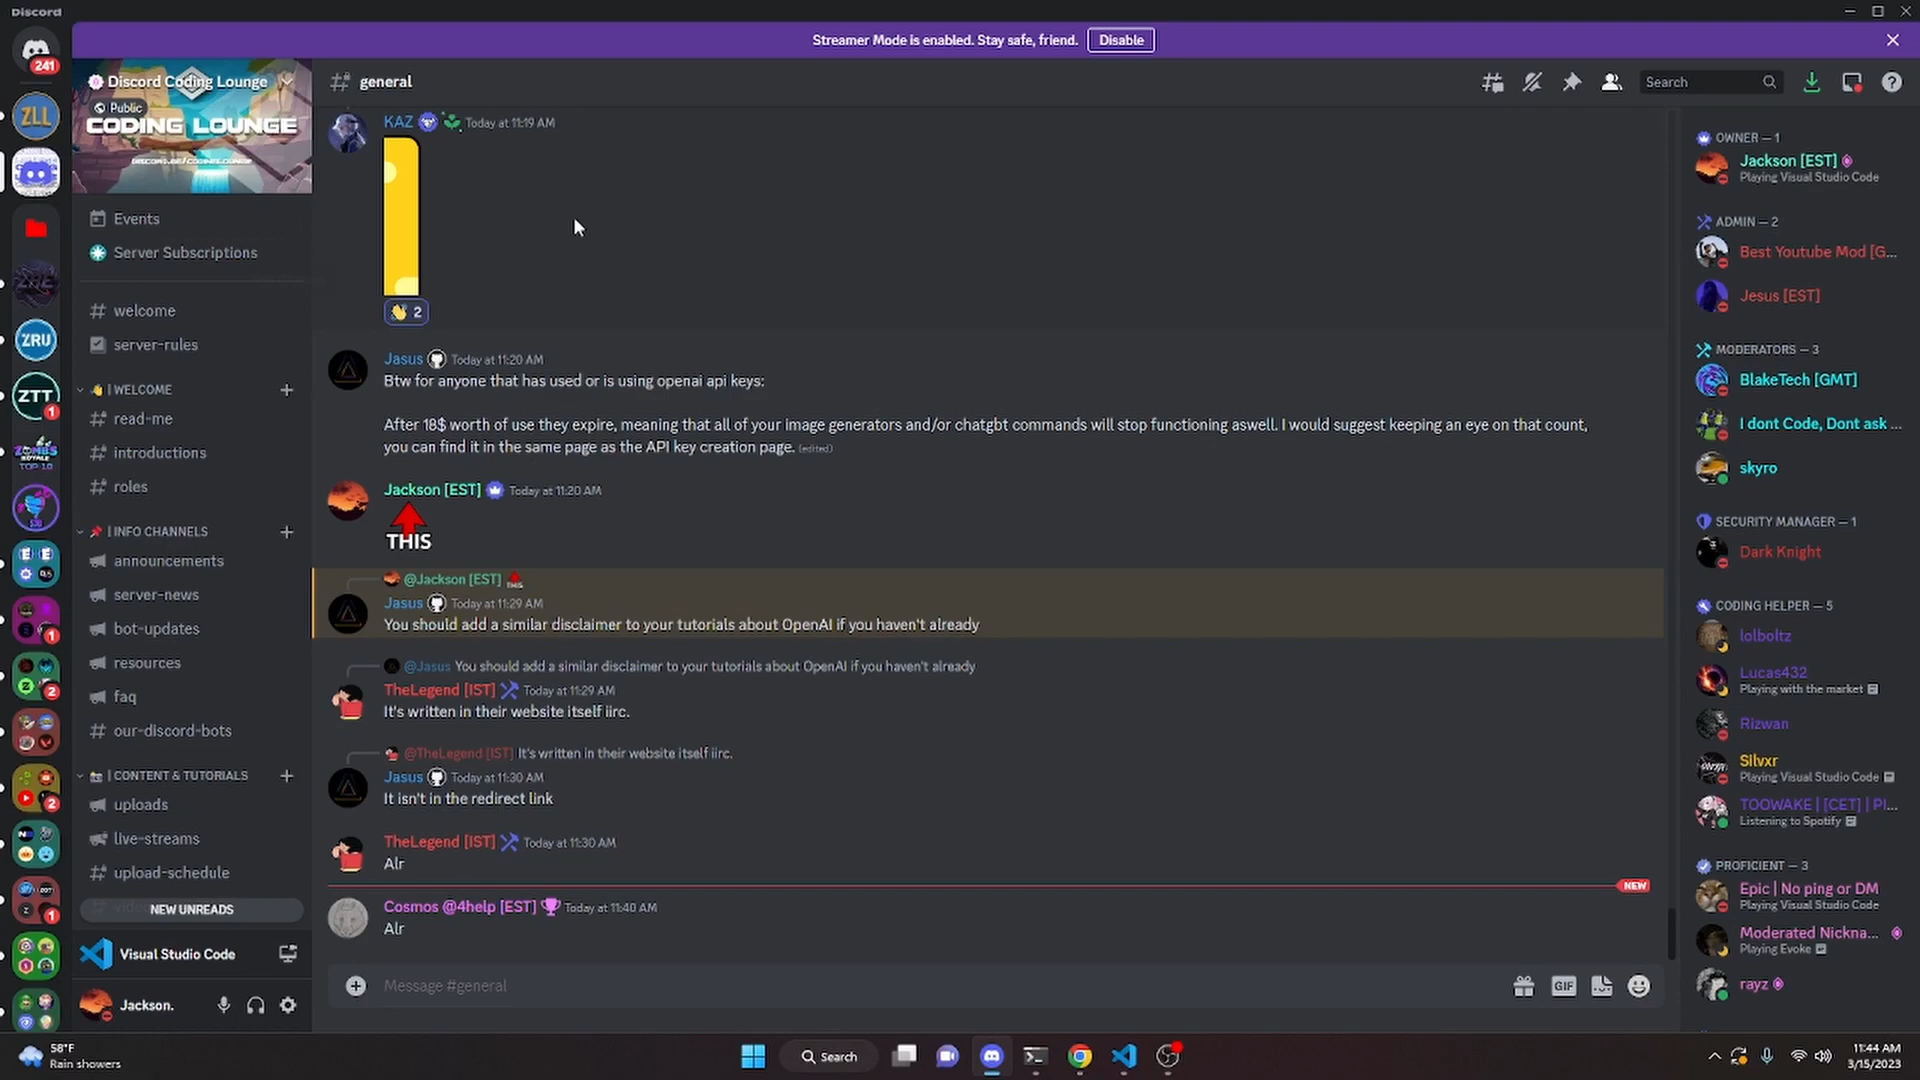 Discord
Streamer Mode is enabled. Stay safe, friend.
Disable
241
Discord Coding Lounge
Public
CODING LOUNGE
general
Search
KAZ Today at 11:19 AM
2
Events
Server Subscriptions
welcome
server-rules
| WELCOME
read-me
introductions
roles
| INFO CHANNELS
announcements
server-news
bot-updates
resources
faq
our-discord-bots
| CONTENT & TUTORIALS
uploads
live-streams
upload-schedule
NEW UNREADS
Visual Studio Code
Jackson.
ZLL
ZRU
ZTT
1
ZOMBS
ROYALE
TOP 10
1
2
2
1
Jasus Today at 11:20 AM
Btw for anyone that has used or is using openai api keys:
After 18$ worth of use they expire, meaning that all of your image generators and/or chatgbt commands will stop functioning aswell. I would suggest keeping an eye on that count,
you can find it in the same page as the API key creation page. (edited)
Jackson [EST] Today at 11:20 AM
THIS
@Jackson [EST] THIS
Jasus Today at 11:29 AM
You should add a similar disclaimer to your tutorials about OpenAI if you haven't already
@Jasus You should add a similar disclaimer to your tutorials about OpenAI if you haven't already
TheLegend [IST] Today at 11:29 AM
It's written in their website itself iirc.
@TheLegend [IST] It's written in their website itself iirc.
Jasus Today at 11:30 AM
It isn't in the redirect link
TheLegend [IST] Today at 11:30 AM
Alr
NEW
Cosmos @4help [EST] Today at 11:40 AM
Alr
Message #general
GIF
OWNER — 1
Jackson [EST]
Playing Visual Studio Code
ADMIN — 2
Best Youtube Mod [G...
Jesus [EST]
MODERATORS — 3
BlakeTech [GMT]
I dont Code, Dont ask ...
skyro
SECURITY MANAGER — 1
Dark Knight
CODING HELPER — 5
lolboltz
Lucas432
Playing with the market
Rizwan
Silvxr
Playing Visual Studio Code
TOOWAKE | [CET] | PI...
Listening to Spotify
PROFICIENT — 3
Epic | No ping or DM
Playing Visual Studio Code
Moderated Nickna...
Playing Evoke
rayz
58°F
Rain showers
Search
11:44 AM
3/15/2023